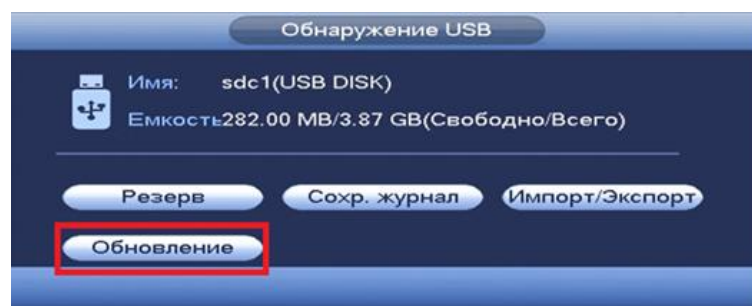 Обнаружение USB
Имя: sdc1(USB DISK)
Емкость282.00 MB/3.87 GB(Свободно/Всего)
Резерв Сохр. журнал Импорт/Экспорт
Обновление